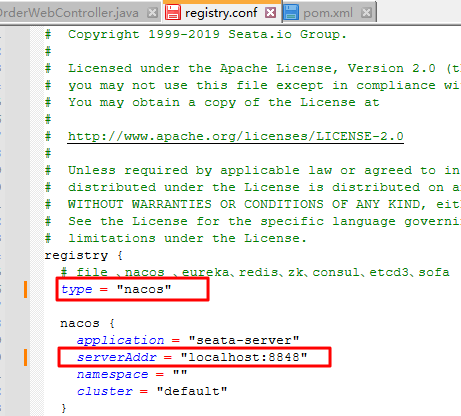 OrderWebController.java registry.conf pom.xml
# Copyright 1999-2019 Seata.io Group.
#
# Licensed under the Apache License, Version 2.0 (t
# you may not use this file except in compliance wi
# You may obtain a copy of the License at
#
# http://www.apache.org/licenses/LICENSE-2.0
#
# Unless required by applicable law or agreed to in
# distributed under the License is distributed on a
# WITHOUT WARRANTIES OR CONDITIONS OF ANY KIND, eit
# See the License for the specific language governi
# limitations under the License.
registry {
# file 、nacos 、eureka、redis、zk、consul、etcd3、sofa
type = "nacos"
nacos {
application = "seata-server"
serverAddr = "localhost:8848"
namespace = ""
cluster = "default"
}